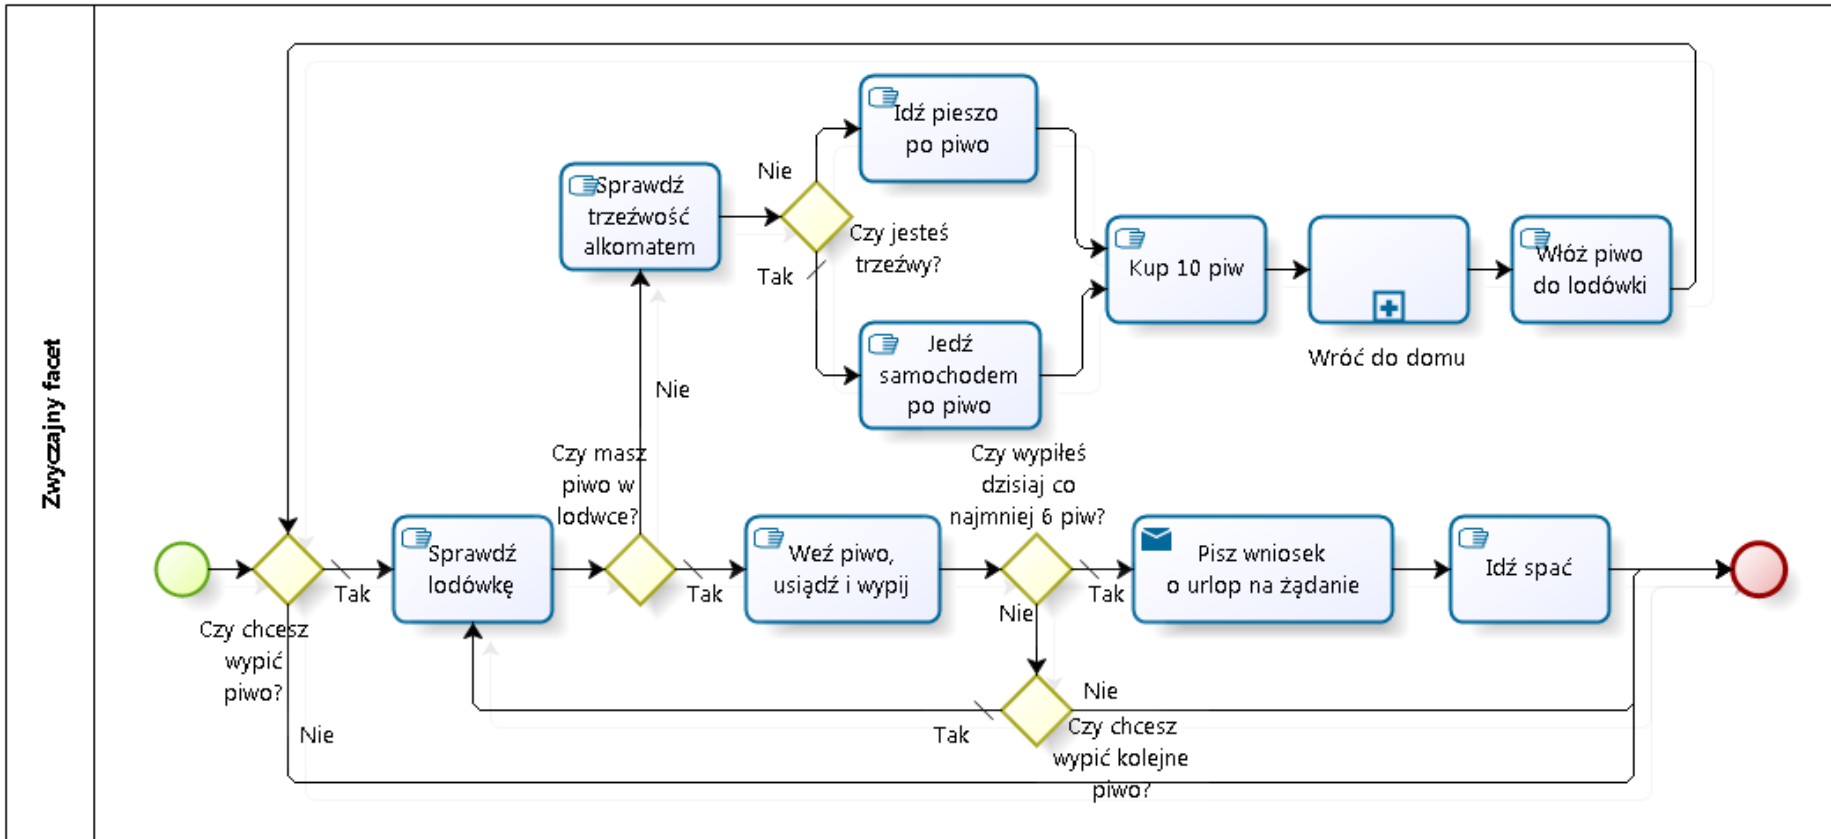 Zwyczajny facet
Idź pieszo
po piwo
Sprawdź
trzeźwość
alkomatem
Nie
Czy jesteś
trzeźwy?
Tak
Jedź
samochodem
po piwo
Kup 10 piw
Wróć do domu
Włóż piwo
do lodówki
Nie
Czy masz
piwo w
lodwce?
Czy wypiłeś
dzisiaj co
najmniej 6 piw?
Tak
Sprawdź
lodówkę
Tak
Weź piwo,
usiądź i wypij
Tak
Pisz wniosek
o urlop na żądanie
Idź spać
Czy chcesz
wypić
piwo?
Nie
Nie
Nie
Tak
Czy chcesz
wypić kolejne
piwo?